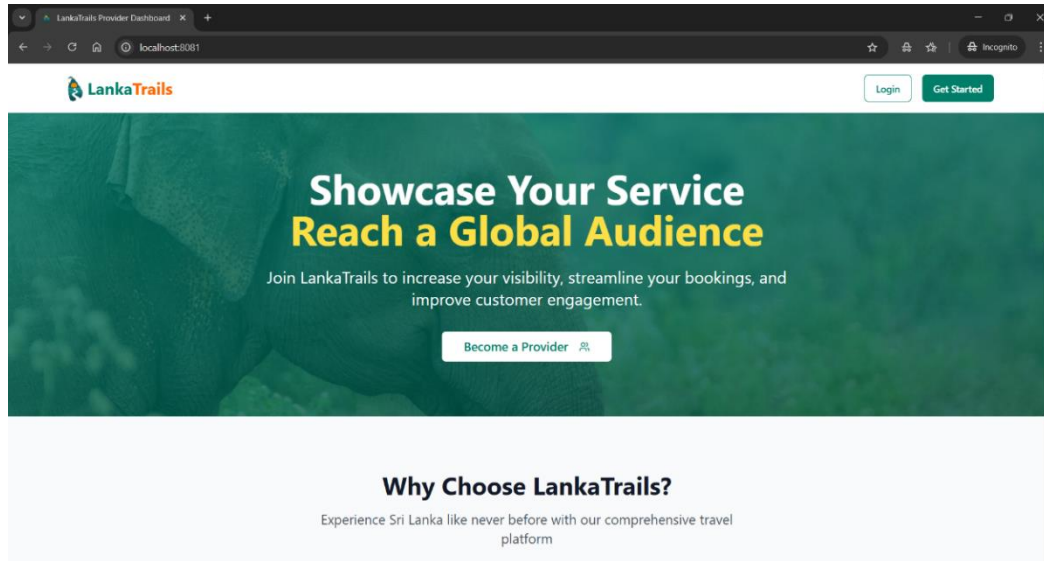 LankaTrails Provider Dashboard
localhost:8081
Incognito
LankaTrails
Login
Get Started
Showcase Your Service
Reach a Global Audience
Join LankaTrails to increase your visibility, streamline your bookings, and
improve customer engagement.
Become a Provider
Why Choose LankaTrails?
Experience Sri Lanka like never before with our comprehensive travel
platform